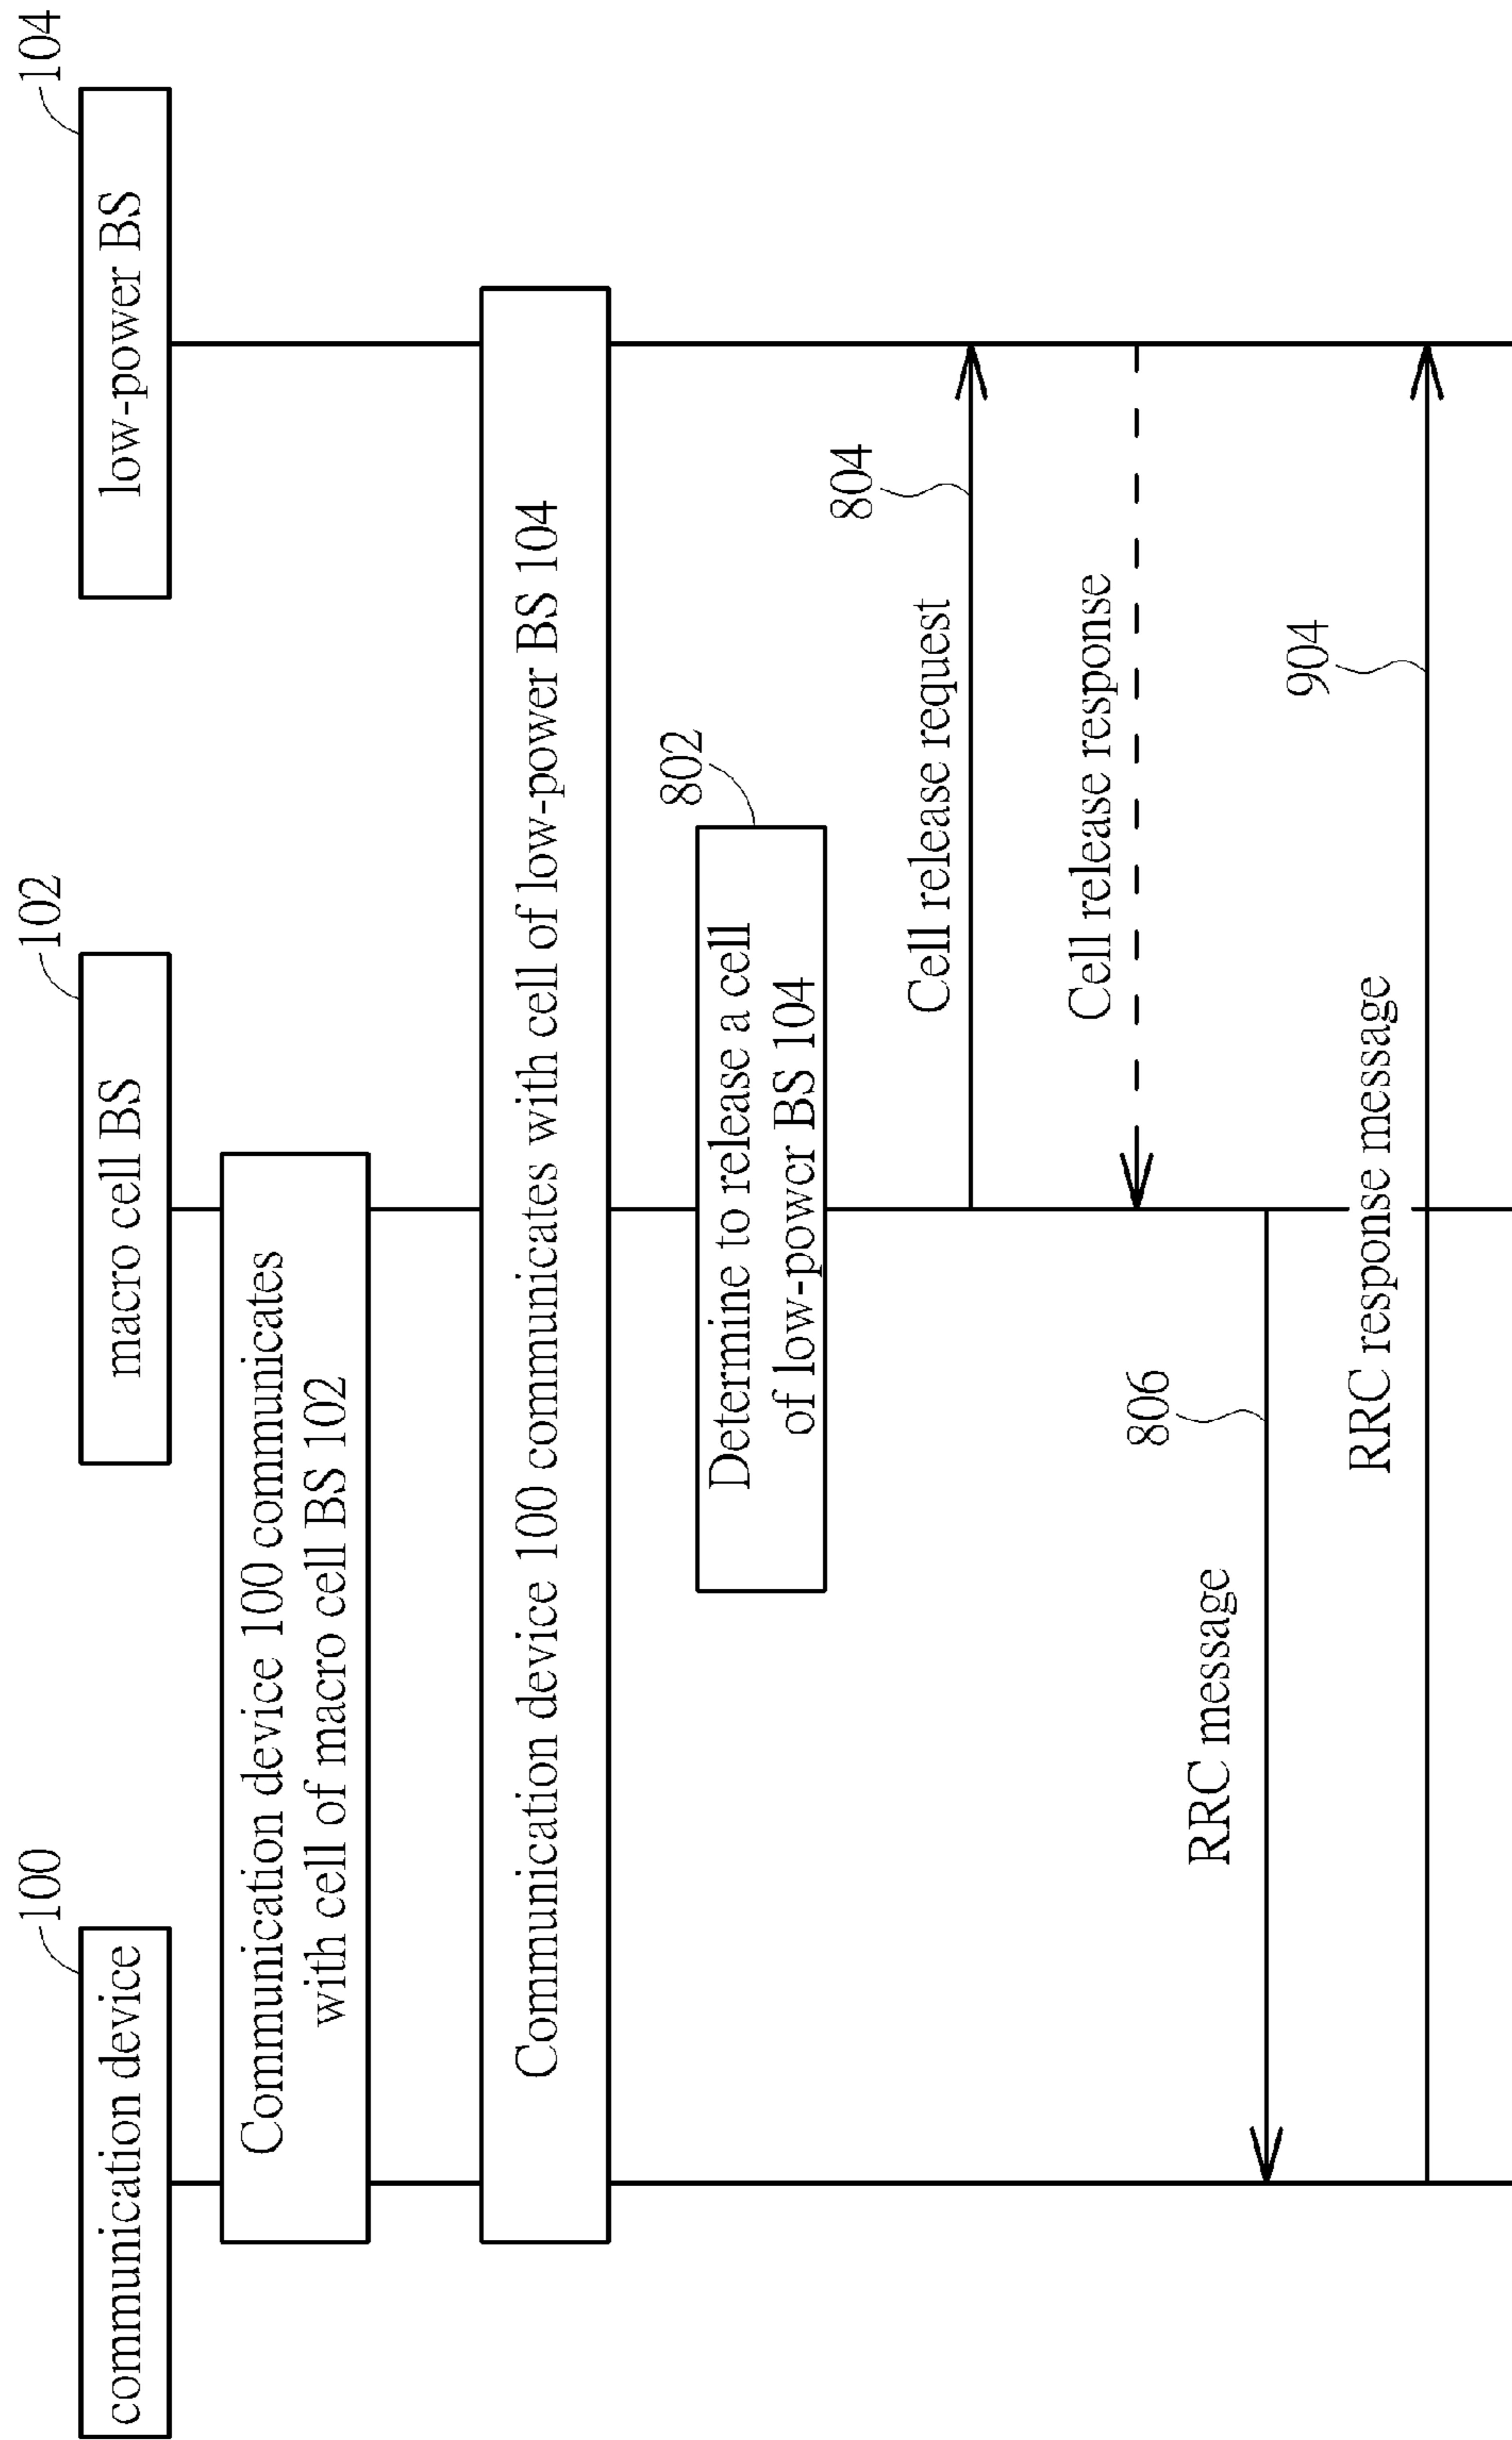 communication device
100
macro cell BS
102
low-power BS
104
Communication device 100 communicates
with cell of macro cell BS 102
Communication device 100 communicates with cell of low-power BS 104
802
Determine to release a cell
of low-power BS 104
804
Cell release request
Cell release response
806
RRC message
904
RRC response message